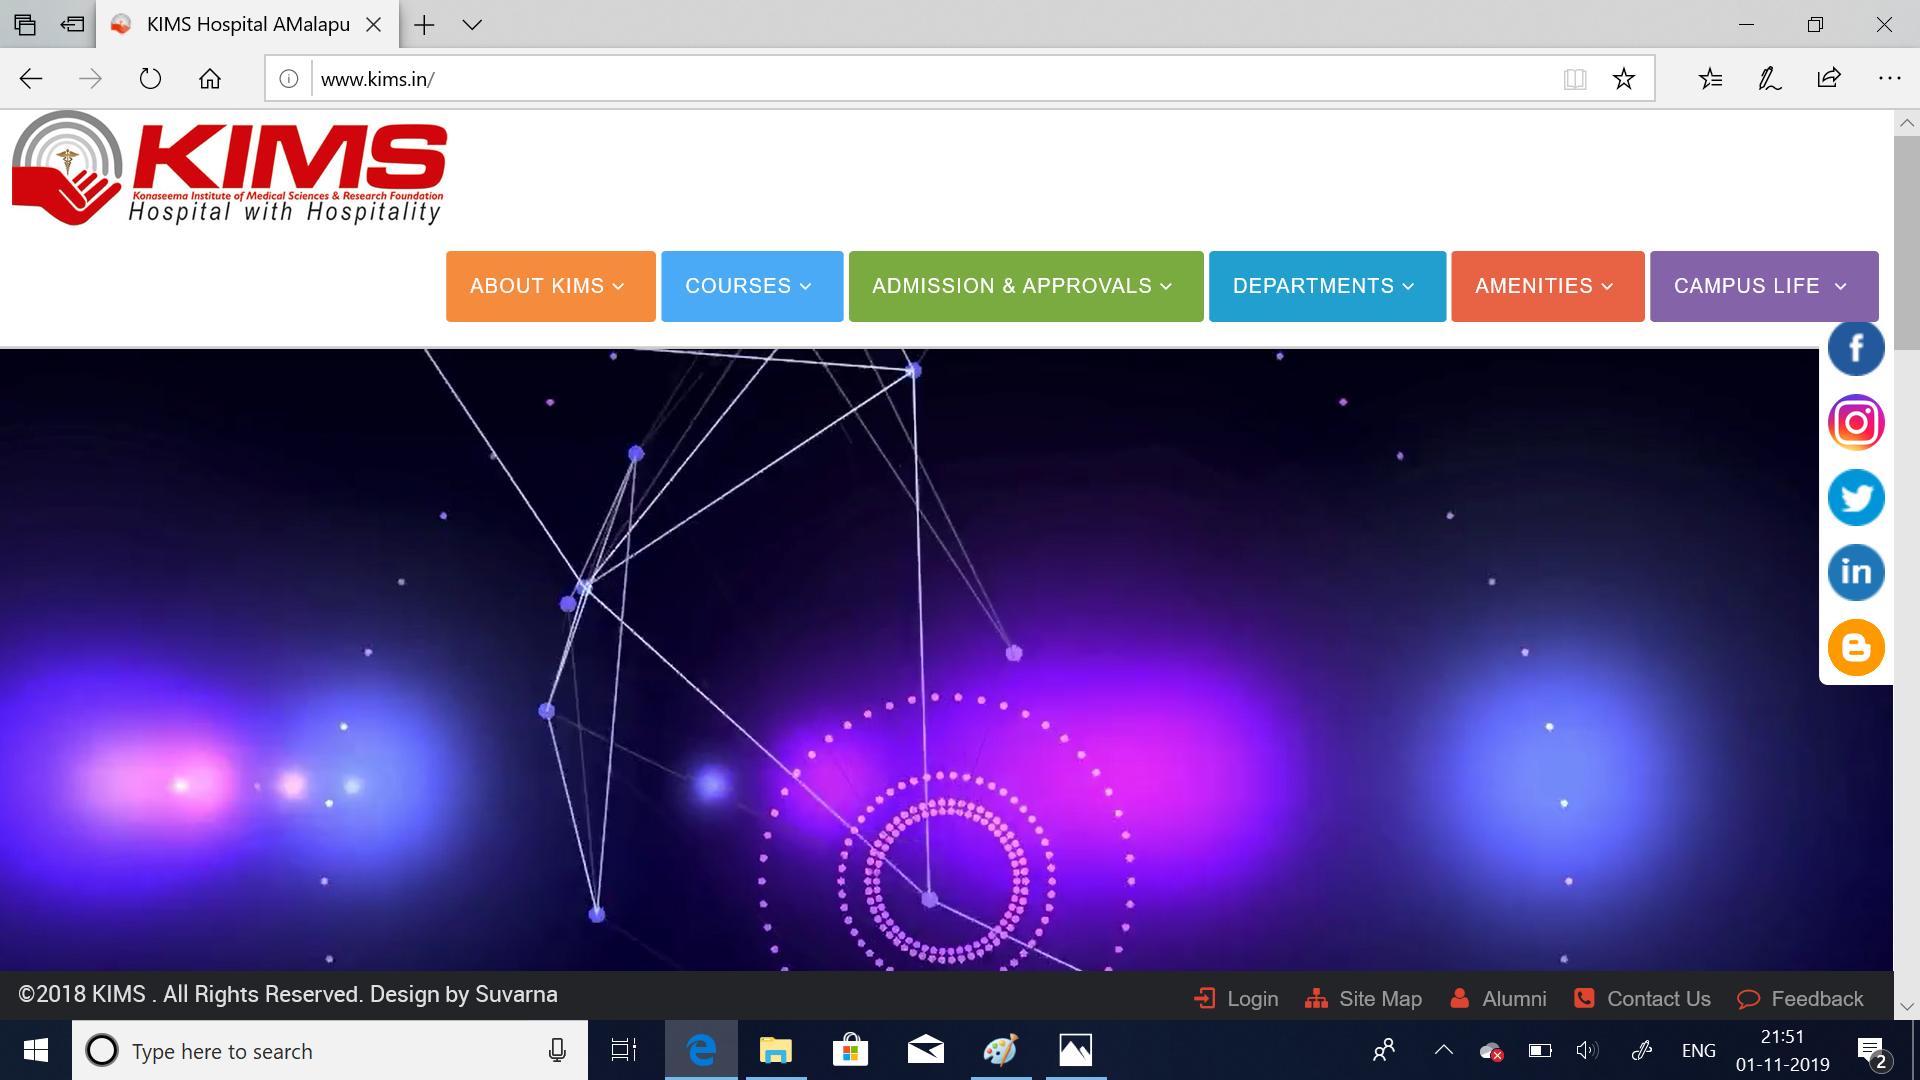 KIMS Hospital AMalapu
www.kims.in/
KIMS
Konaseema Institute of Medical Sciences & Research Foundation
Hospital with Hospitality
ABOUT KIMS COURSES ADMISSION & APPROVALS DEPARTMENTS AMENITIES CAMPUS LIFE
f
in
B
©2018 KIMS . All Rights Reserved. Design by Suvarna Login Site Map Alumni Contact Us Feedback
Type here to search ENG 21:51
01-11-2019 2